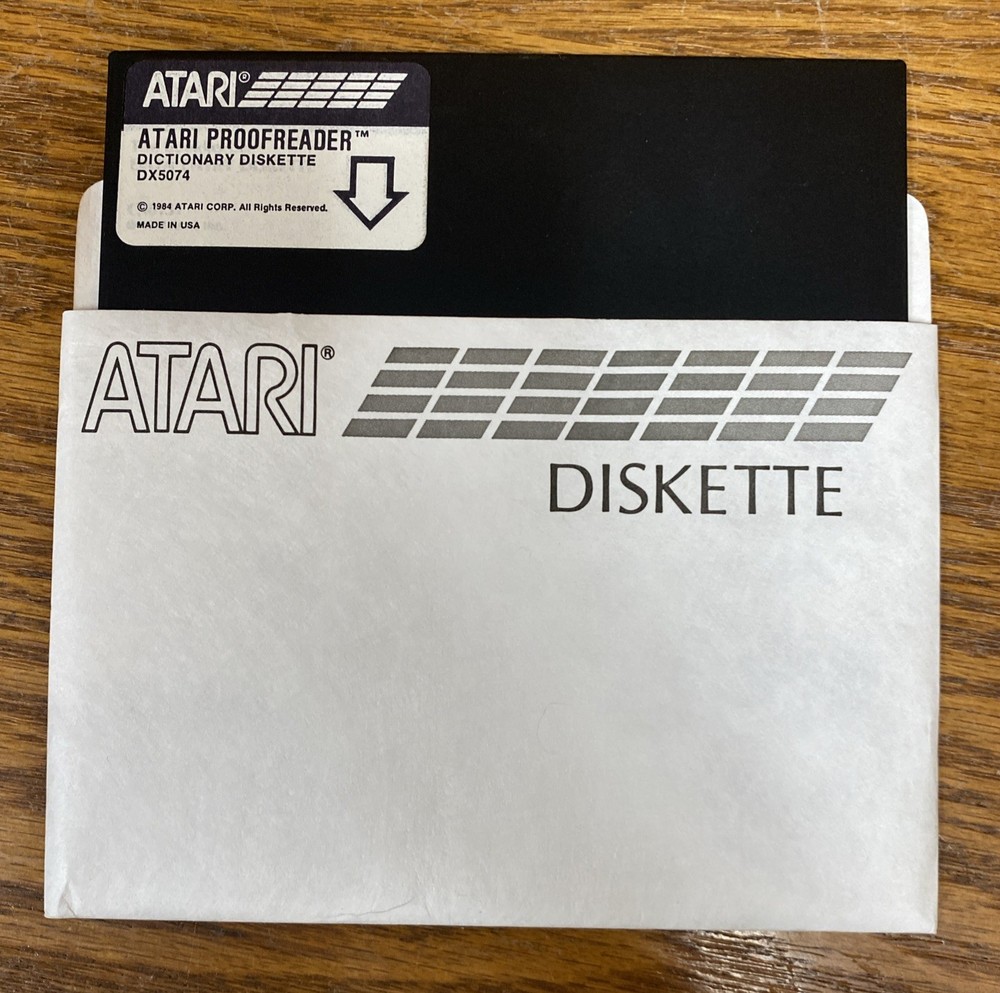 ATARI®
ATARI PROOFREADER™
DICTIONARY DISKETTE
DX5074
© 1984 ATARI CORP. All Rights Reserved.
MADE IN USA
ATARI®
DISKETTE